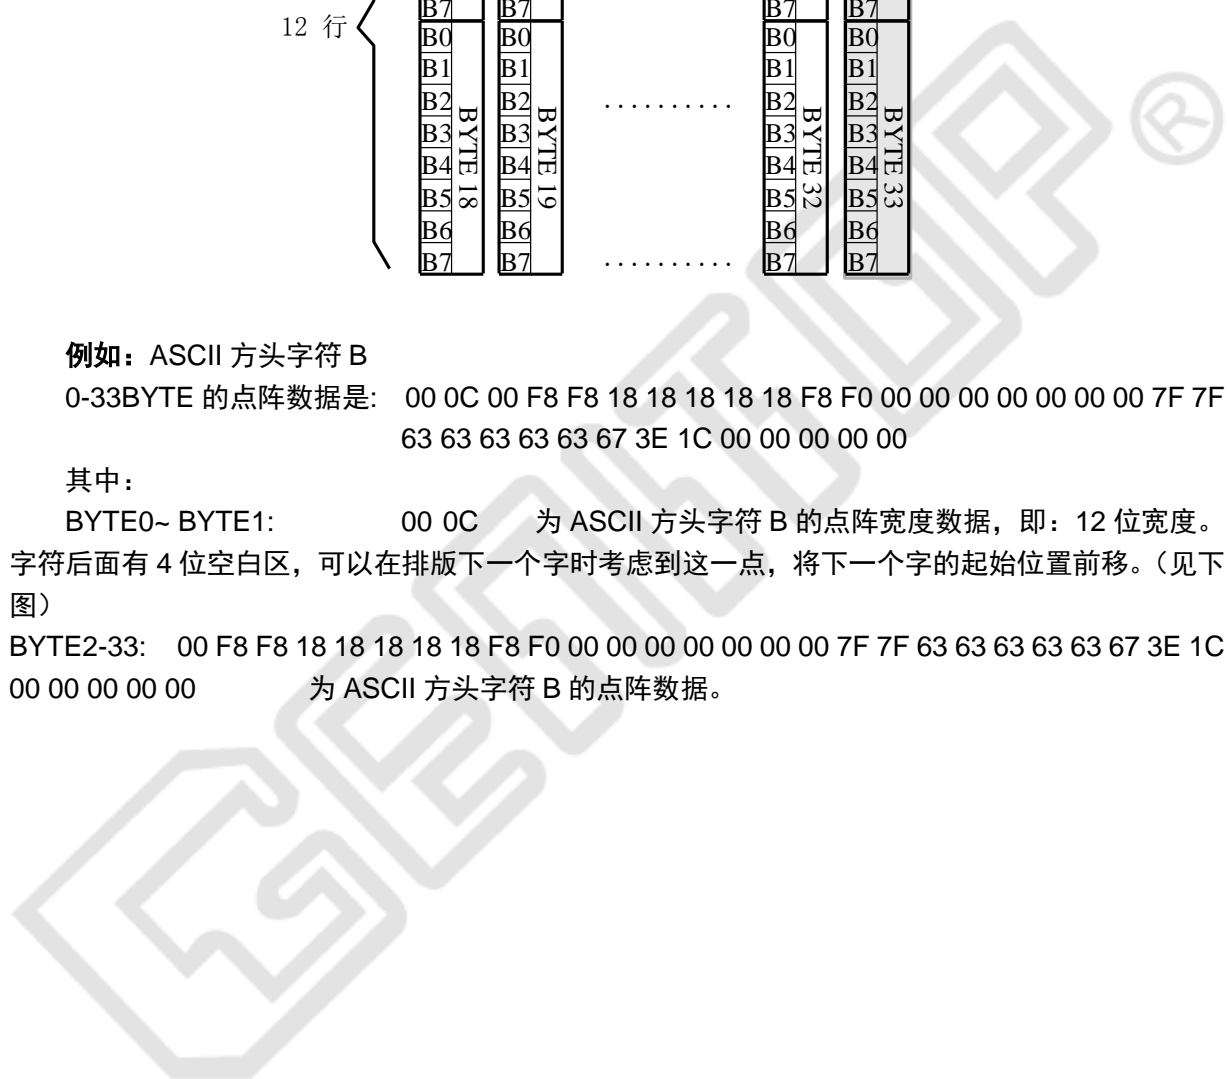 B7 B7 B7 B7
12 行
B0 B0 B0 B0
B1 B1 B1 B1
B2 B2 .......... B2 B2
B3 B3 B3 B3
B4 B4 B4 B4
B5 B5 B5 B5
B6 B6 B6 B6
B7 B7 .......... B7 B7
BYTE 18
BYTE 19
BYTE 32
BYTE 33
例如：ASCII 方头字符 B
0-33BYTE 的点阵数据是: 00 0C 00 F8 F8 18 18 18 18 18 F8 F0 00 00 00 00 00 00 00 7F 7F
63 63 63 63 63 67 3E 1C 00 00 00 00 00
其中：
BYTE0~ BYTE1: 00 0C 为 ASCII 方头字符 B 的点阵宽度数据，即：12 位宽度。
字符后面有 4 位空白区，可以在排版下一个字时考虑到这一点，将下一个字的起始位置前移。（见下
图）
BYTE2-33: 00 F8 F8 18 18 18 18 18 F8 F0 00 00 00 00 00 00 00 7F 7F 63 63 63 63 63 67 3E 1C
00 00 00 00 00 为 ASCII 方头字符 B 的点阵数据。
GENITOP®